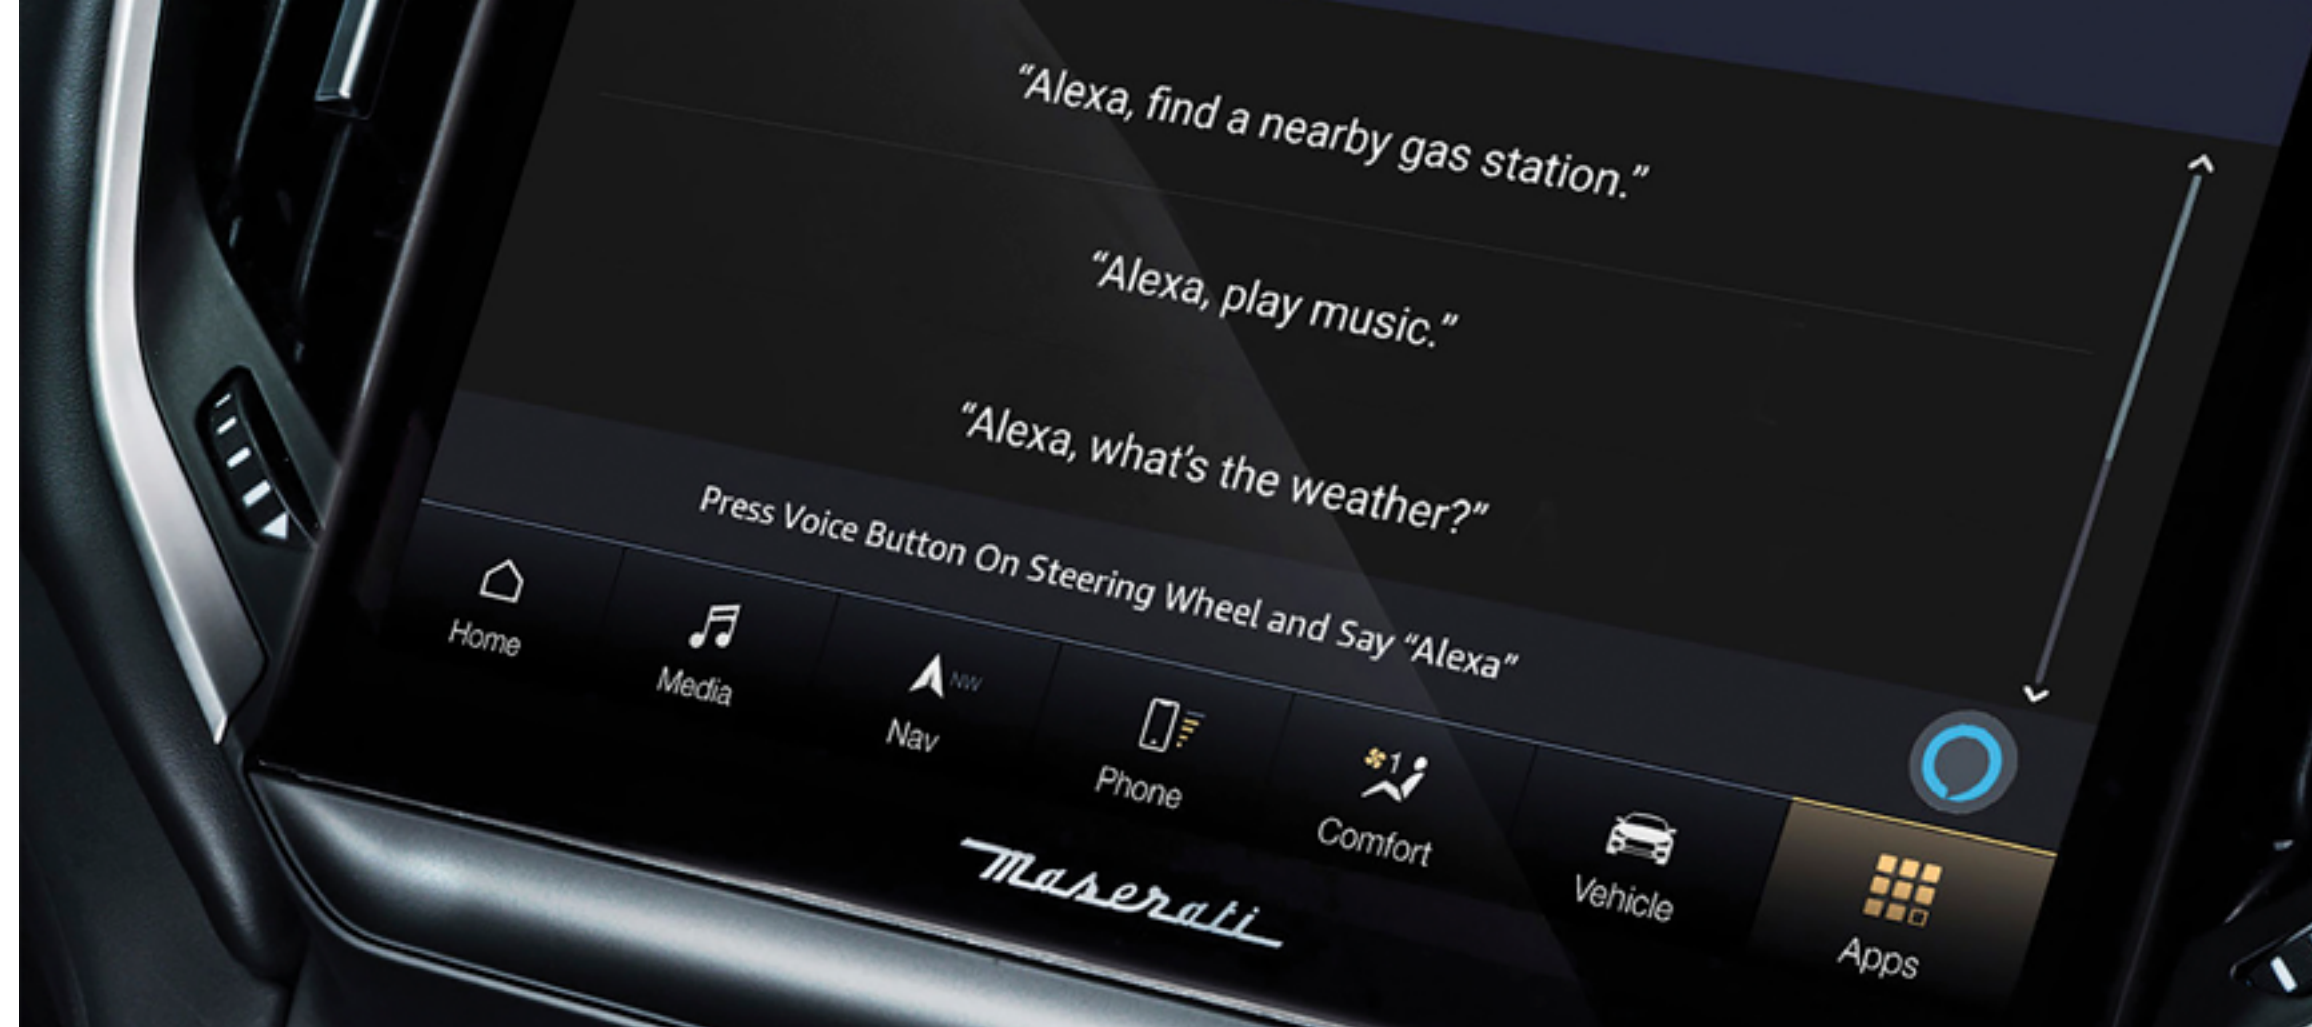 “Alexa, find a nearby gas station.”
“Alexa, play music.”
“Alexa, what’s the weather?”
Press Voice Button On Steering Wheel and Say “Alexa”
Home
Media
NW
Nav
Phone
1
Comfort
Vehicle
Apps
Maserati